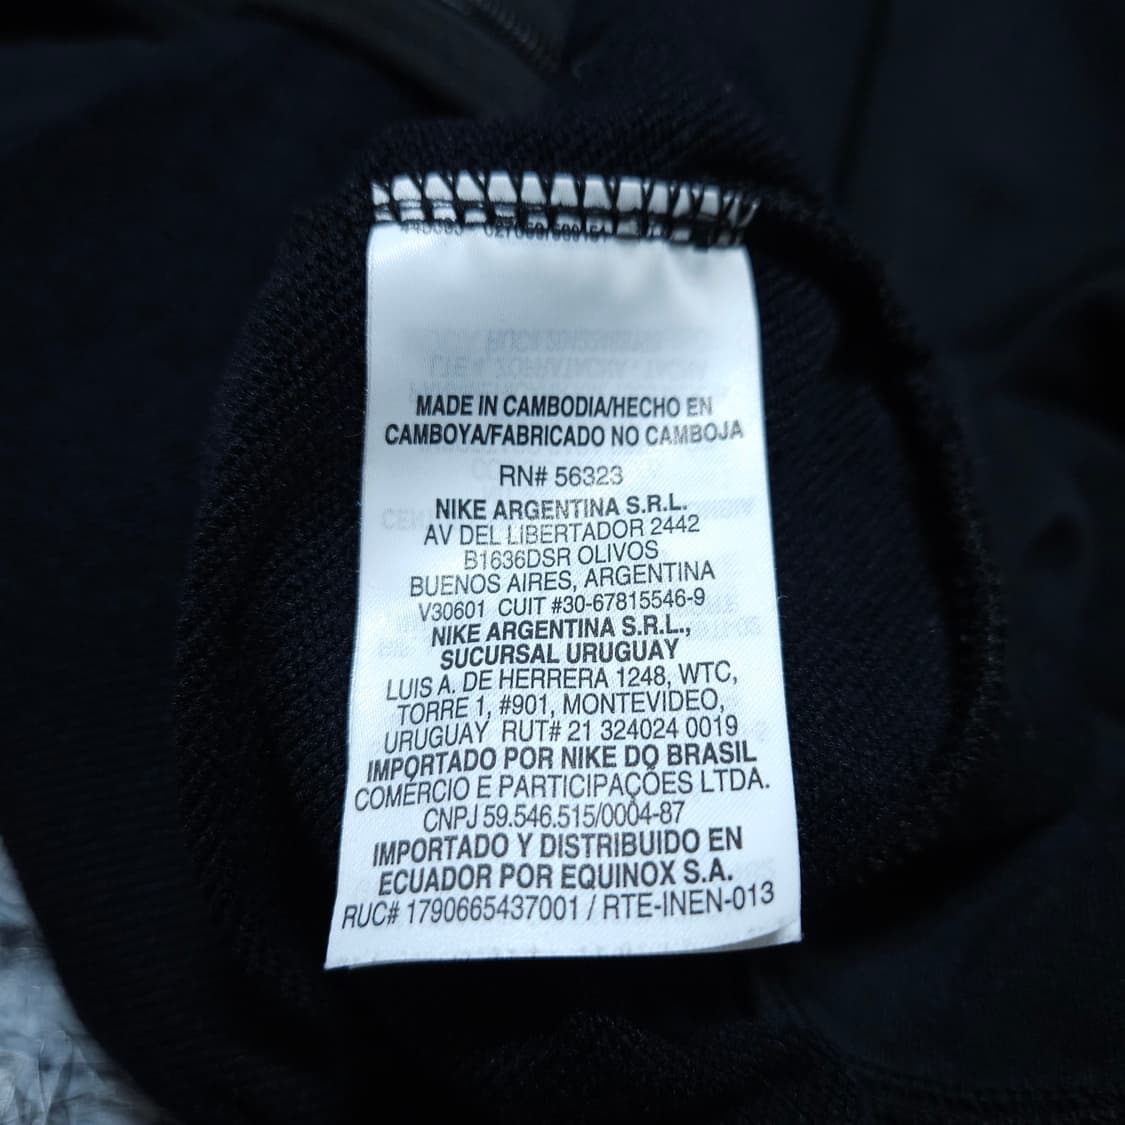 MADE IN CAMBODIA/HECHO EN
CAMBOYA/FABRICADO NO CAMBOJA
RN# 56323
NIKE ARGENTINA S.R.L.
AV DEL LIBERTADOR 2442
B1636DSR OLIVOS
BUENOS AIRES, ARGENTINA
V30601 CUIT #30-67815546-9
NIKE ARGENTINA S.R.L.,
SUCURSAL URUGUAY
LUIS A. DE HERRERA 1248, WTC,
TORRE 1, #901, MONTEVIDEO,
URUGUAY RUT# 21 324024 0019
IMPORTADO POR NIKE DO BRASIL
COMÉRCIO E PARTICIPAÇÕES LTDA.
CNPJ 59.546.515/0004-87
IMPORTADO Y DISTRIBUIDO EN
ECUADOR POR EQUINOX S.A.
RUC# 1790665437001 / RTE-INEN-013